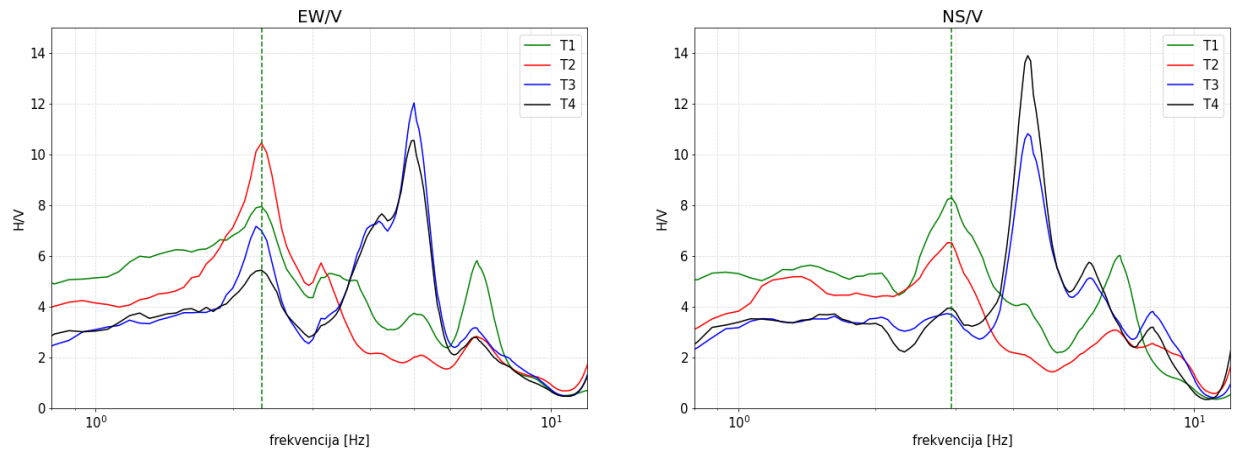 EW/V
NS/V
14
12
10
8
6
4
2
0
H/V
T1
T2
T3
T4
10⁰
10¹
frekvencija [Hz]
14
12
10
8
6
4
2
0
H/V
T1
T2
T3
T4
10⁰
10¹
frekvencija [Hz]